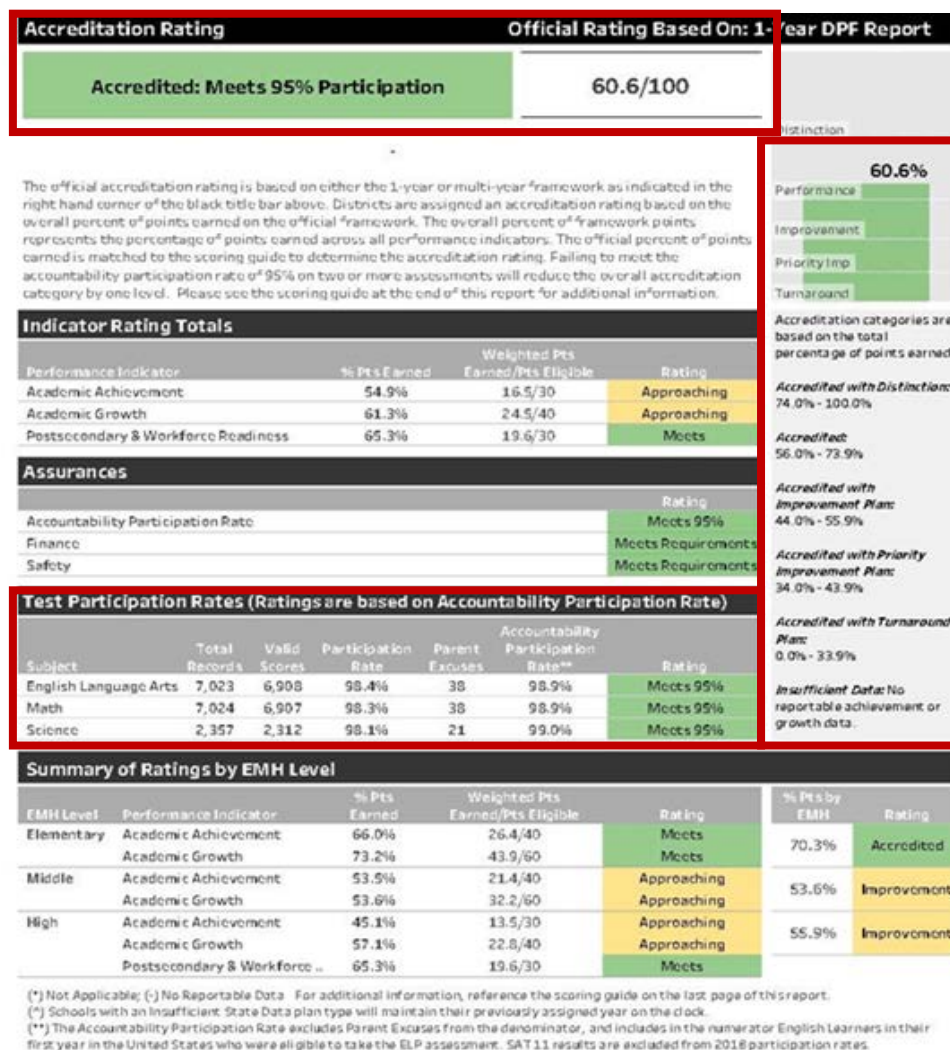 Accreditation Rating Official Rating Based On: 1-Year DPF Report
Accredited: Meets 95% Participation 60.6/100
Distinction
60.6%
Performance
Improvement
Priority Imp
Turnaround
The official accreditation rating is based on either the 1-year or multi-year framework as indicated in the
right hand corner of the black title bar above. Districts are assigned an accreditation rating based on the
overall percent of points earned on the official framework. The overall percent of framework points
represents the percentage of points earned across all performance indicators. The official percent of points
earned is matched to the scoring guide to determine the accreditation rating. Failing to meet the
accountability participation rate of 95% on two or more assessments will reduce the overall accreditation
category by one level. Please see the scoring guide at the end of this report for additional information.
Accreditation categories are
based on the total
percentage of points earned
Accredited with Distinction:
74.0% - 100.0%
Accredited:
56.0% - 73.9%
Accredited with
Improvement Plan:
44.0% - 55.9%
Accredited with Priority
Improvement Plan:
34.0% - 43.9%
Accredited with Turnaround
Plan:
0.0% - 33.9%
Insufficient Data: No
reportable achievement or
growth data.
Indicator Rating Totals
Performance Indicator % Pts Earned Weighted Pts Earned/Pts Eligible Rating
Academic Achievement 54.9% 16.5/30 Approaching
Academic Growth 61.3% 24.5/40 Approaching
Postsecondary & Workforce Readiness 65.3% 19.6/30 Meets
Assurances
Rating
Accountability Participation Rate Meets 95%
Finance Meets Requirements
Safety Meets Requirements
Test Participation Rates (Ratings are based on Accountability Participation Rate)
Subject Total Records Valid Scores Participation Rate Parent Excuses Accountability Participation Rate** Rating
English Language Arts 7,023 6,908 98.4% 38 98.9% Meets 95%
Math 7,024 6,907 98.3% 38 98.9% Meets 95%
Science 2,357 2,312 98.1% 21 99.0% Meets 95%
Summary of Ratings by EMH Level
EMH Level Performance Indicator % Pts Earned Weighted Pts Earned/Pts Eligible Rating % Pts by EMH Rating
Elementary Academic Achievement 66.0% 26.4/40 Meets
Academic Growth 73.2% 43.9/60 Meets
70.3% Accredited
Middle Academic Achievement 53.5% 21.4/40 Approaching
Academic Growth 53.6% 32.2/60 Approaching
53.6% Improvement
High Academic Achievement 45.1% 13.5/30 Approaching
Academic Growth 57.1% 22.8/40 Approaching
Postsecondary & Workforce .. 65.3% 19.6/30 Meets
55.9% Improvement
(*) Not Applicable; (-) No Reportable Data For additional information, reference the scoring guide on the last page of this report.
(^) Schools with an Insufficient State Data plan type will maintain their previously assigned year on the clock.
(**) The Accountability Participation Rate excludes Parent Excuses from the denominator, and includes in the numerator English Learners in their
first year in the United States who were eligible to take the ELP assessment. SAT11 results are excluded from 2018 participation rates.